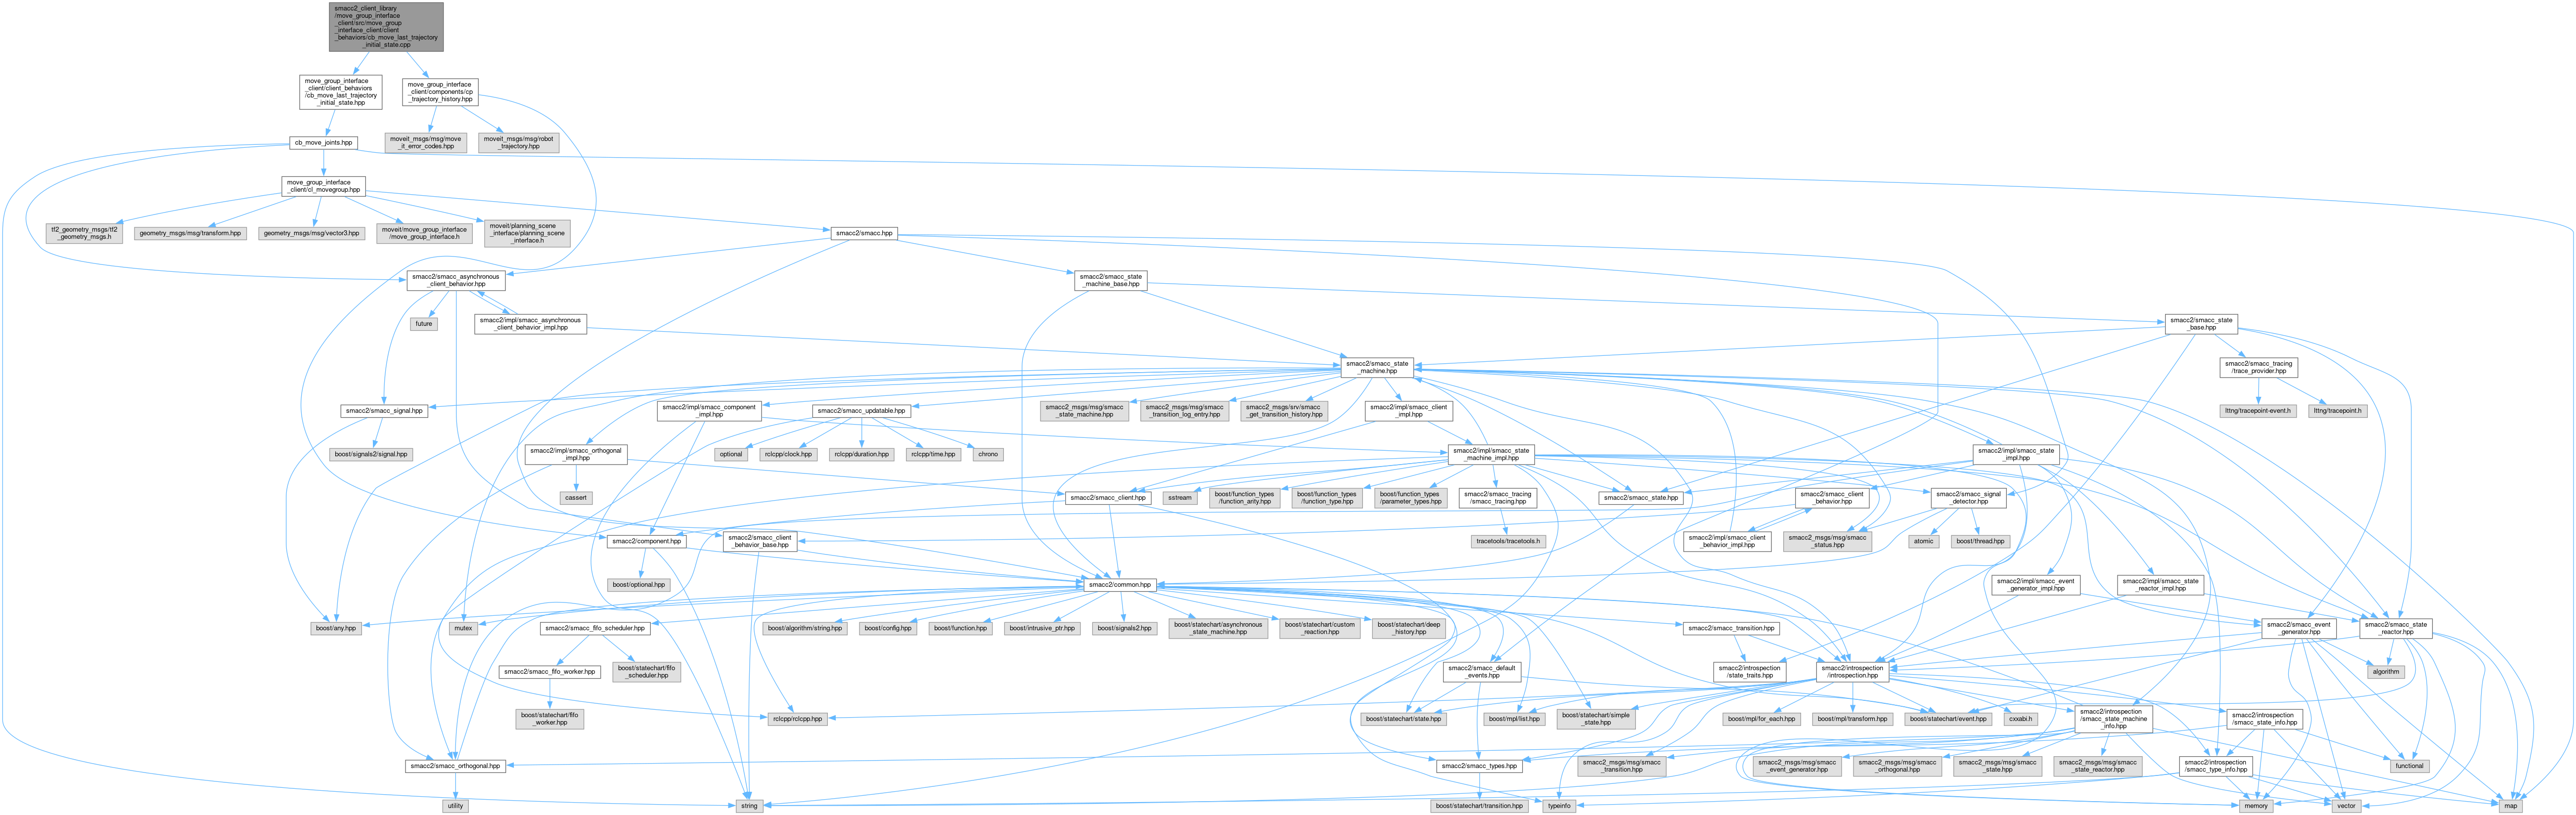 smacc2_client_library
/move_group_interface
_client/src/move_group
_interface_client/client
_behaviors/cb_move_last_trajectory
_initial_state.cpp
move_group_interface
_client/client_behaviors
/cb_move_last_trajectory
_initial_state.hpp
move_group_interface
_client/components/cp
_trajectory_history.hpp
cb_move_joints.hpp
moveit_msgs/msg/move
_it_error_codes.hpp
moveit_msgs/msg/robot
_trajectory.hpp
move_group_interface
_client/cl_movegroup.hpp
tf2_geometry_msgs/tf2
_geometry_msgs.h
geometry_msgs/msg/transform.hpp
geometry_msgs/msg/vector3.hpp
moveit/move_group_interface
/move_group_interface.h
moveit/planning_scene
_interface/planning_scene
_interface.h
smacc2/smacc.hpp
smacc2/smacc_asynchronous
_client_behavior.hpp
smacc2/smacc_state
_machine_base.hpp
future
smacc2/impl/smacc_asynchronous
_client_behavior_impl.hpp
smacc2/smacc_state
_base.hpp
smacc2/smacc_state
_machine.hpp
smacc2/smacc_tracing
/trace_provider.hpp
smacc2/smacc_signal.hpp
smacc2/impl/smacc_component
_impl.hpp
smacc2/smacc_updatable.hpp
smacc2_msgs/msg/smacc
_state_machine.hpp
smacc2_msgs/msg/smacc
_transition_log_entry.hpp
smacc2_msgs/srv/smacc
_get_transition_history.hpp
smacc2/impl/smacc_client
_impl.hpp
lttng/tracepoint-event.h
lttng/tracepoint.h
boost/signals2/signal.hpp
smacc2/impl/smacc_orthogonal
_impl.hpp
optional
rclcpp/clock.hpp
rclcpp/duration.hpp
rclcpp/time.hpp
chrono
smacc2/impl/smacc_state
_machine_impl.hpp
smacc2/impl/smacc_state
_impl.hpp
cassert
smacc2/smacc_client.hpp
sstream
boost/function_types
/function_arity.hpp
boost/function_types
/function_type.hpp
boost/function_types
/parameter_types.hpp
smacc2/smacc_tracing
/smacc_tracing.hpp
smacc2/smacc_state.hpp
smacc2/smacc_client
_behavior.hpp
smacc2/smacc_signal
_detector.hpp
smacc2/component.hpp
smacc2/smacc_client
_behavior_base.hpp
tracetools/tracetools.h
smacc2/impl/smacc_client
_behavior_impl.hpp
smacc2_msgs/msg/smacc
_status.hpp
atomic
boost/thread.hpp
boost/optional.hpp
smacc2/common.hpp
smacc2/impl/smacc_event
_generator_impl.hpp
smacc2/impl/smacc_state
_reactor_impl.hpp
boost/any.hpp
mutex
smacc2/smacc_fifo_scheduler.hpp
boost/algorithm/string.hpp
boost/config.hpp
boost/function.hpp
boost/intrusive_ptr.hpp
boost/signals2.hpp
boost/statechart/asynchronous
_state_machine.hpp
boost/statechart/custom
_reaction.hpp
boost/statechart/deep
_history.hpp
smacc2/smacc_transition.hpp
smacc2/smacc_event
_generator.hpp
smacc2/smacc_state
_reactor.hpp
smacc2/smacc_fifo_worker.hpp
boost/statechart/fifo
_scheduler.hpp
smacc2/smacc_default
_events.hpp
smacc2/introspection
/state_traits.hpp
smacc2/introspection
/introspection.hpp
algorithm
boost/statechart/fifo
_worker.hpp
rclcpp/rclcpp.hpp
boost/statechart/state.hpp
boost/mpl/list.hpp
boost/statechart/simple
_state.hpp
boost/mpl/for_each.hpp
boost/mpl/transform.hpp
boost/statechart/event.hpp
cxxabi.h
smacc2/introspection
/smacc_state_machine
_info.hpp
smacc2/introspection
/smacc_state_info.hpp
smacc2/smacc_orthogonal.hpp
smacc2/smacc_types.hpp
smacc2_msgs/msg/smacc
_transition.hpp
smacc2_msgs/msg/smacc
_event_generator.hpp
smacc2_msgs/msg/smacc
_orthogonal.hpp
smacc2_msgs/msg/smacc
_state.hpp
smacc2_msgs/msg/smacc
_state_reactor.hpp
smacc2/introspection
/smacc_type_info.hpp
functional
utility
string
boost/statechart/transition.hpp
typeinfo
memory
vector
map